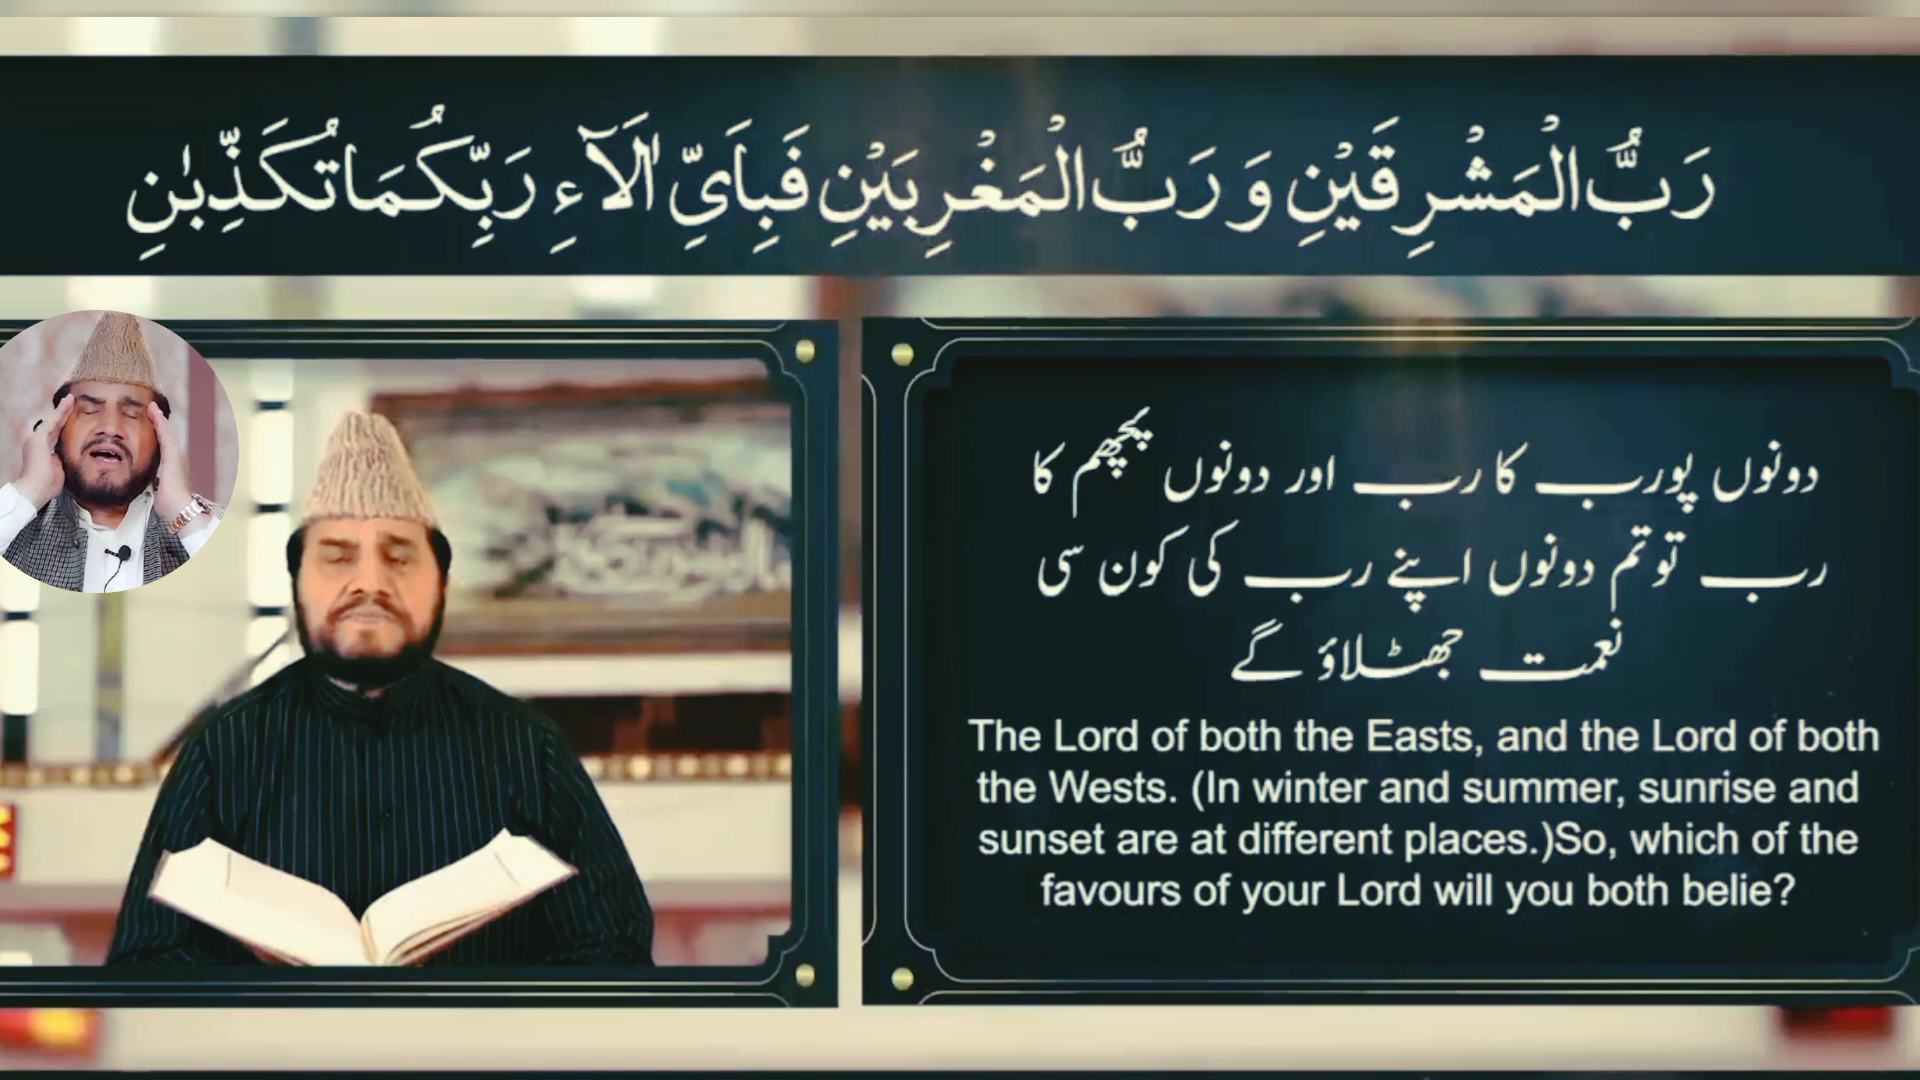 رَبُّ الْمَشْرِقَيْنِ وَ رَبُّ الْمَغْرِبَيْنِ فَبِاَيِّ اٰلَآءِ رَبِّكُمَا تُكَذِّبٰنِ
دونوں پورب کا رب اور دونوں پچھم کا
رب تو تم دونوں اپنے رب کی کون سی
نعمت جھٹلاؤ گے
The Lord of both the Easts, and the Lord of both
the Wests. (In winter and summer, sunrise and
sunset are at different places.)So, which of the
favours of your Lord will you both belie?